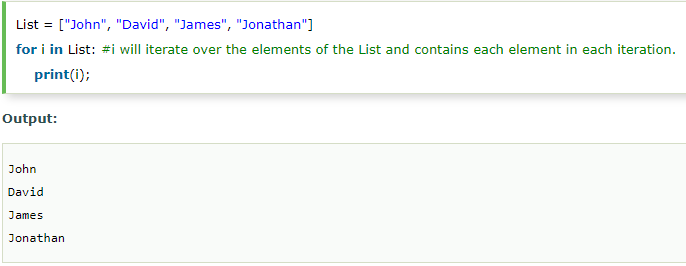 List = ["John", "David", "James", "Jonathan"]
for i in List: #i will iterate over the elements of the List and contains each element in each iteration.
print(i);
Output:
John
David
James
Jonathan